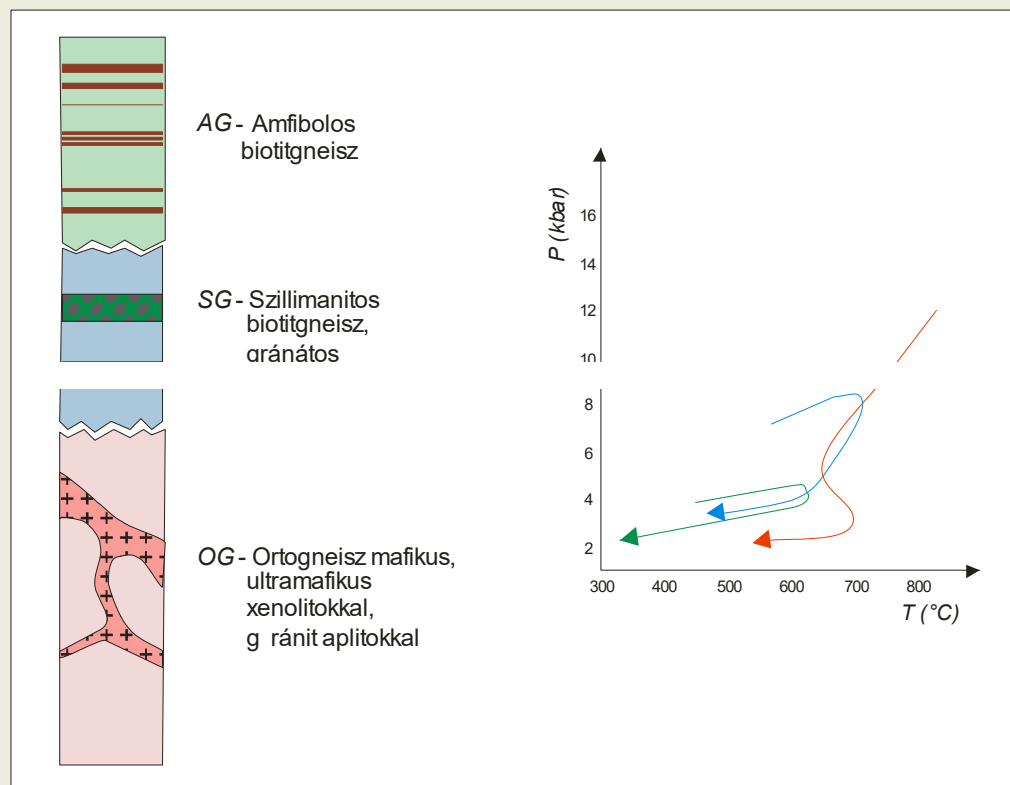 AG - Amfibolos
biotitgneisz
SG - Szillimanitos
biotitgneisz,
gránátos
OG - Ortogneisz mafikus,
ultramafikus
xenolitokkal,
g ránit aplitokkal
P (kbar)
16
14
12
10
8
6
4
2
300 400 500 600 700 800
T (°C)